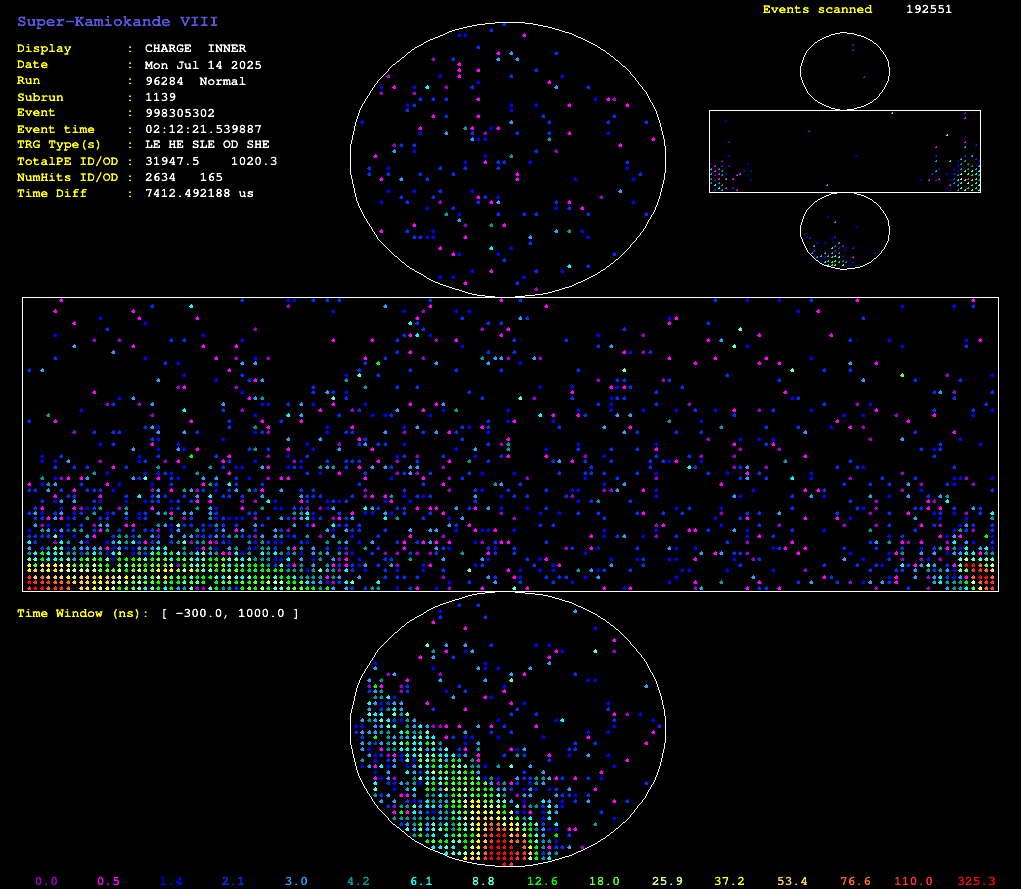 Super-Kamiokande VIII
Events scanned 192551
Display : CHARGE INNER
Date : Mon Jul 14 2025
Run : 96284 Normal
Subrun : 1139
Event : 998305302
Event time : 02:12:21.539887
TRG Type(s) : LE HE SLE OD SHE
TotalPE ID/OD : 31947.5 1020.3
NumHits ID/OD : 2634 165
Time Diff : 7412.492188 us
Time Window (ns): [ -300.0, 1000.0 ]
0.0 0.5 1.4 2.1 3.0 4.2 6.1 8.8 12.6 18.0 25.9 37.2 53.4 76.6 110.0 325.3